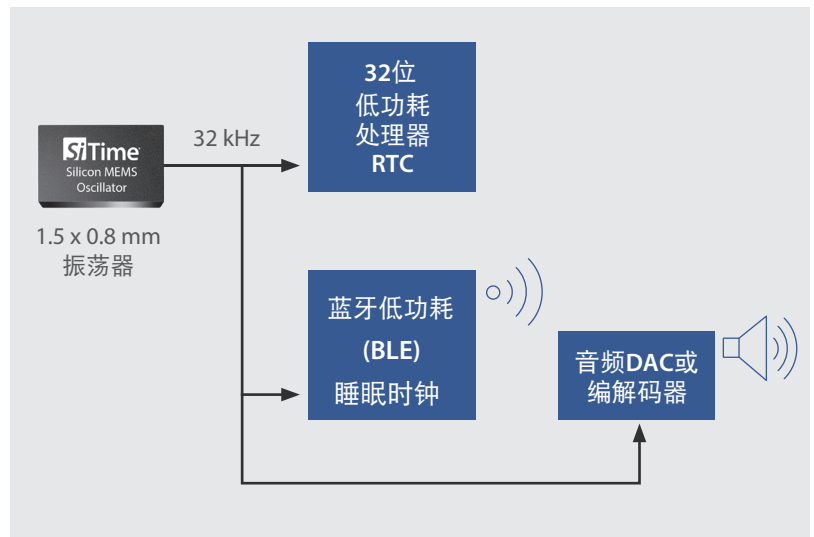 SiTime
Silicon MEMS
Oscillator
1.5 x 0.8 mm
振荡器
32 kHz
32位
低功耗
处理器
RTC
蓝牙低功耗
(BLE)
睡眠时钟
音频DAC或
编解码器